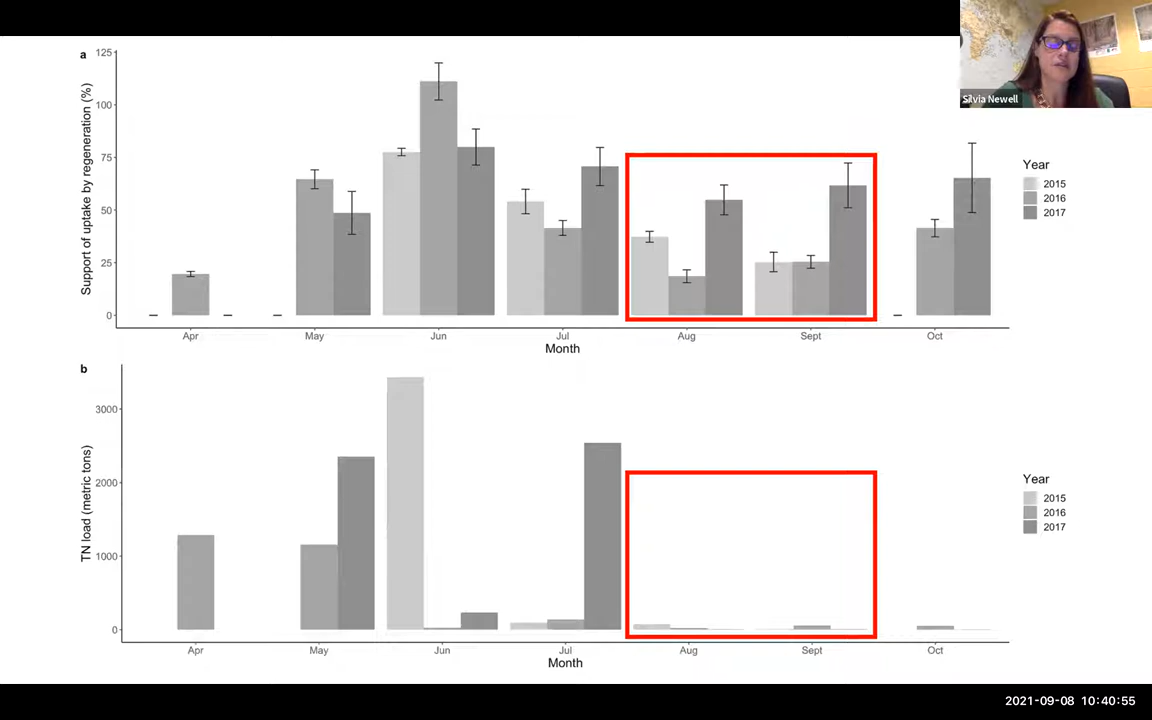 Silvia Newell
a
Support of uptake by regeneration (%)
125
100
75
50
25
0
Apr May Jun Jul Aug Sept Oct
Month
Year
2015
2016
2017
b
TN load (metric tons)
3000
2000
1000
0
Apr May Jun Jul Aug Sept Oct
Month
Year
2015
2016
2017
2021-09-08 10:40:55